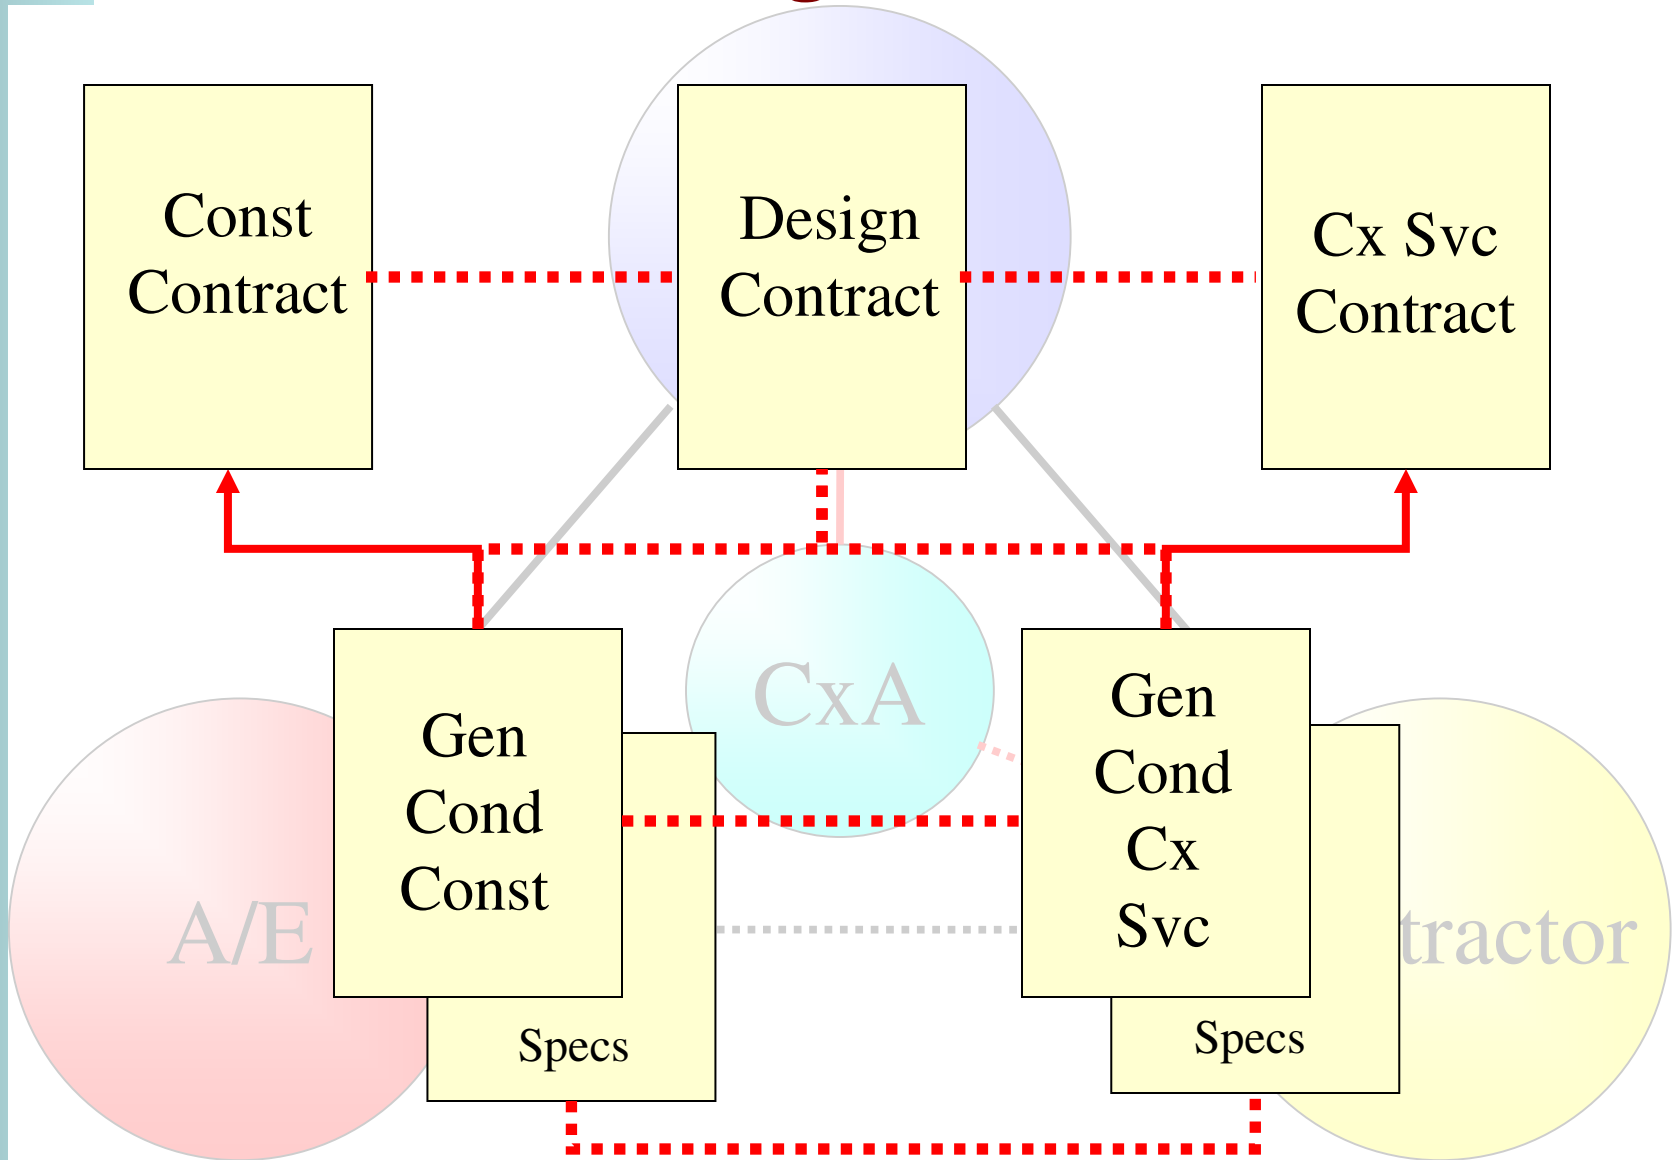 Const
Contract
Design
Contract
Cx Svc
Contract
CxA
Gen
Cond
Const
Gen
Cond
Cx
Svc
A/E
tractor
Specs
Specs